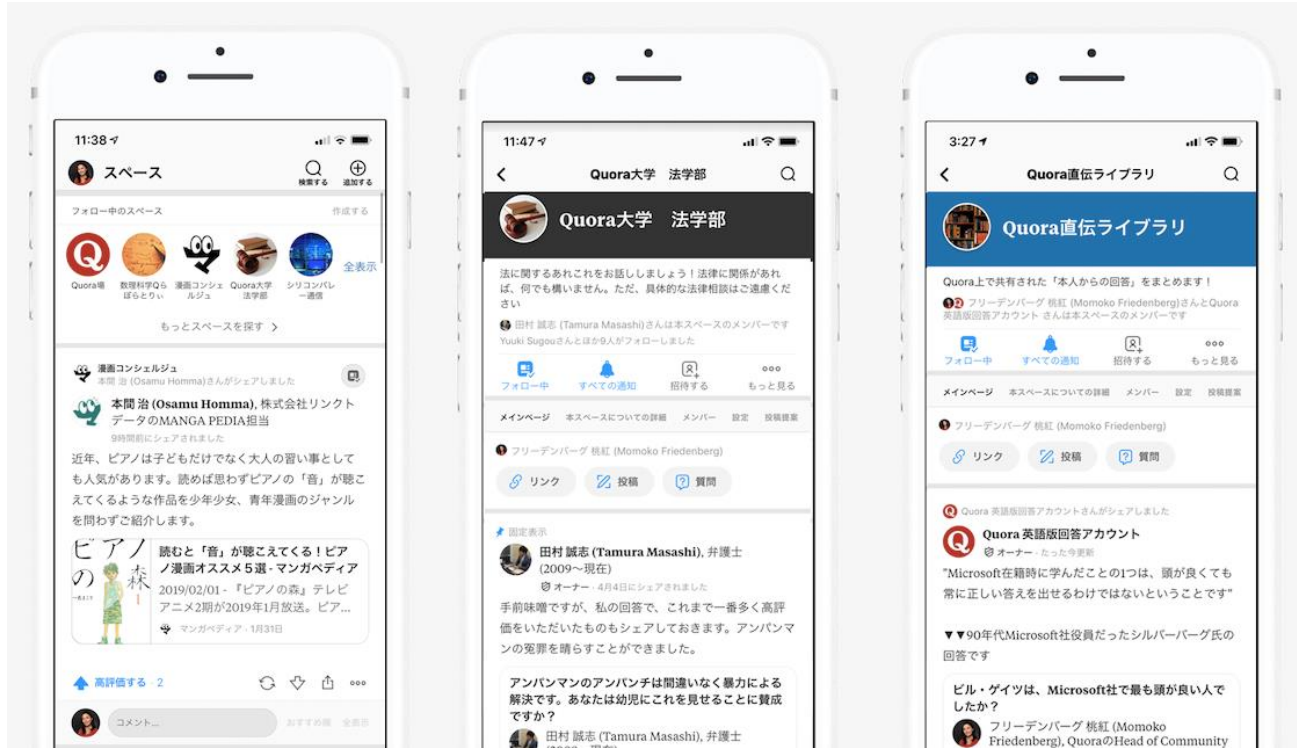 11:38
スペース
検索する
追加する
フォロー中のスペース
作成する
Quora場
数理科学Qら
ぼらとりぃ
漫画コンシェ
ルジュ
Quora大学
法学部
シリコンバレ
ー通信
全表示
もっとスペースを探す
漫画コンシェルジュ
本間 治 (Osamu Homma)さんがシェアしました
本間 治 (Osamu Homma), 株式会社リンクト
データのMANGA PEDIA担当
9時間前にシェアされました
近年、ピアノは子どもだけでなく大人の習い事として
も人気があります。読めば思わずピアノの「音」が聴こ
えてくるような作品を少年少女、青年漫画のジャンル
を問わずご紹介します。
ピアノの森
読むと「音」が聴こえてくる！ピア
ノ漫画オススメ５選 - マンガペディア
2019/02/01 - 『ピアノの森』テレビ
アニメ2期が2019年1月放送。ピア...
マンガペディア · 1月31日
高評価する · 2
コメント...
おすすめ順
全表示
11:47
Quora大学　法学部
Quora大学　法学部
法に関するあれこれをお話ししましょう！法律に関係があれ
ば、何でも構いません。ただ、具体的な法律相談はご遠慮くだ
さい
田村 誠志 (Tamura Masashi)さんは本スペースのメンバーです
Yuuki Sugouさんとほか9人がフォローしました
フォロー中
すべての通知
招待する
もっと見る
メインページ
本スペースについての詳細
メンバー
設定
投稿提案
フリーデンバーグ 桃紅 (Momoko Friedenberg)
リンク
投稿
質問
固定表示
田村 誠志 (Tamura Masashi), 弁護士
(2009～現在)
オーナー · 4月4日にシェアされました
手前味噌ですが、私の回答で、これまで一番多く高評
価をいただいたものもシェアしておきます。アンパンマ
ンの冤罪を晴らすことができました。
アンパンマンのアンパンチは間違いなく暴力による
解決です。あなたは幼児にこれを見せることに賛成
ですか？
田村 誠志 (Tamura Masashi), 弁護士
3:27
Quora直伝ライブラリ
Quora直伝ライブラリ
Quora上で共有された「本人からの回答」をまとめます！
フリーデンバーグ 桃紅 (Momoko Friedenberg)さんとQuora
英語版回答アカウント さんは本スペースのメンバーです
フォロー中
すべての通知
招待する
もっと見る
メインページ
本スペースについての詳細
メンバー
設定
投稿提案
フリーデンバーグ 桃紅 (Momoko Friedenberg)
リンク
投稿
質問
Quora 英語版回答アカウントさんがシェアしました
Quora 英語版回答アカウント
オーナー · たった今更新
"Microsoft在籍時に学んだことの1つは、頭が良くても
常に正しい答えを出せるわけではないということです"
▼▼90年代Microsoft社役員だったシルバーバーグ氏の
回答です
ビル・ゲイツは、Microsoft社で最も頭が良い人で
したか？
フリーデンバーグ 桃紅 (Momoko
Friedenberg), QuoraのHead of Community